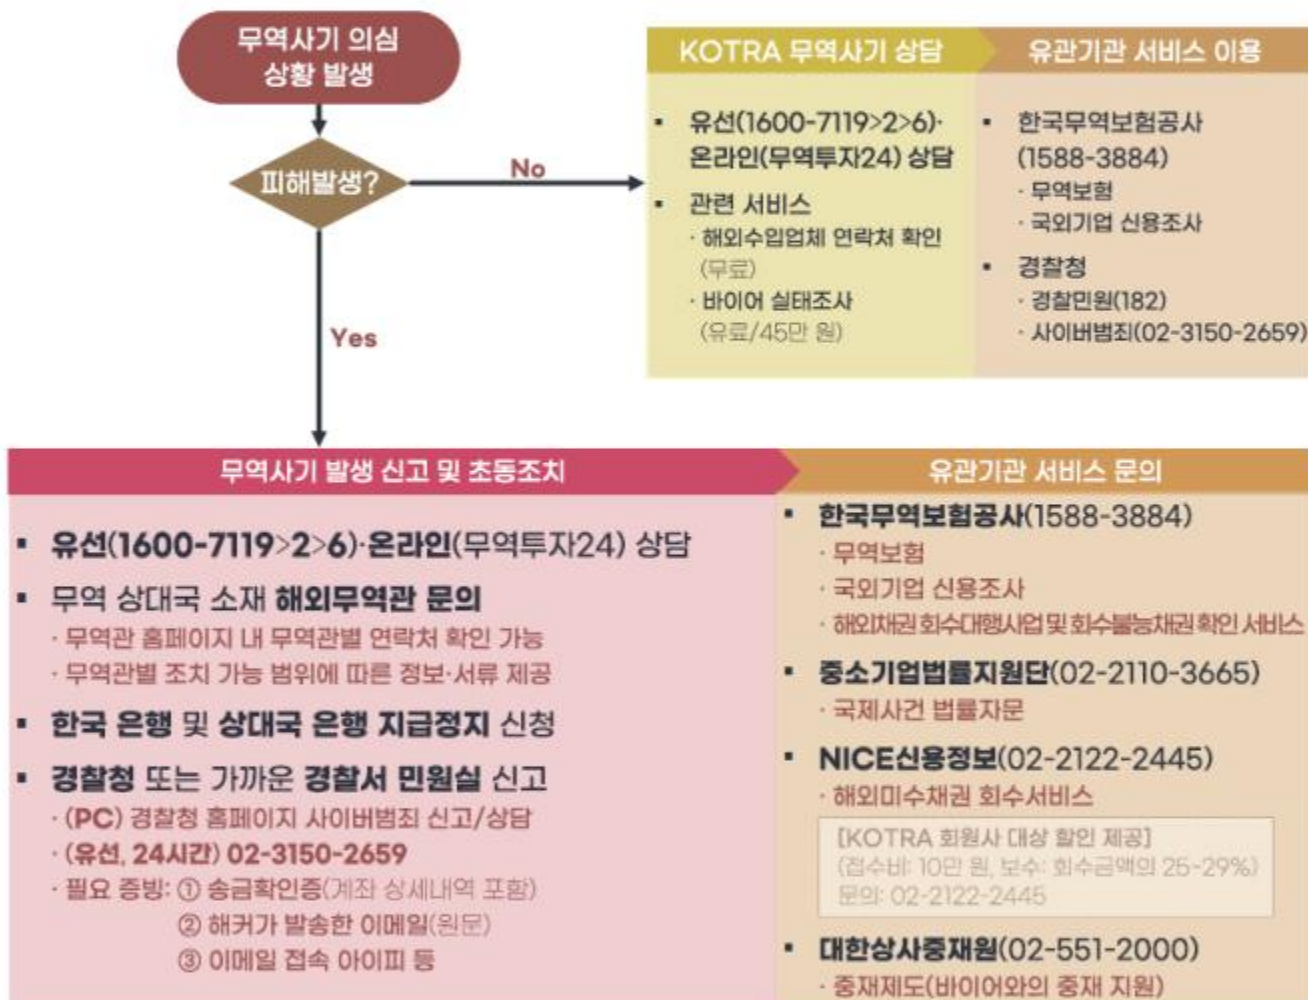 무역사기 의심
상황 발생
피해발생?
No
Yes
KOTRA 무역사기 상담
▪ 유선(1600-7119>2>6)·
온라인(무역투자24) 상담
▪ 관련 서비스
· 해외수입업체 연락처 확인
(무료)
· 바이어 실태조사
(유료/45만 원)
유관기관 서비스 이용
▪ 한국무역보험공사
(1588-3884)
· 무역보험
· 국외기업 신용조사
▪ 경찰청
· 경찰민원(182)
· 사이버범죄(02-3150-2659)
무역사기 발생 신고 및 초동조치
▪ 유선(1600-7119>2>6)·온라인(무역투자24) 상담
▪ 무역 상대국 소재 해외무역관 문의
· 무역관 홈페이지 내 무역관별 연락처 확인 가능
· 무역관별 조치 가능 범위에 따른 정보·서류 제공
▪ 한국 은행 및 상대국 은행 지급정지 신청
▪ 경찰청 또는 가까운 경찰서 민원실 신고
· (PC) 경찰청 홈페이지 사이버범죄 신고/상담
· (유선, 24시간) 02-3150-2659
· 필요 증빙: ① 송금확인증(계좌 상세내역 포함)
② 해커가 발송한 이메일(원문)
③ 이메일 접속 아이피 등
유관기관 서비스 문의
▪ 한국무역보험공사(1588-3884)
· 무역보험
· 국외기업 신용조사
· 해외채권 회수대행사업 및 회수불능채권 확인 서비스
▪ 중소기업법률지원단(02-2110-3665)
· 국제사건 법률자문
▪ NICE신용정보(02-2122-2445)
· 해외미수채권 회수서비스
[KOTRA 회원사 대상 할인 제공]
(접수비: 10만 원, 보수: 회수금액의 25-29%)
문의: 02-2122-2445
▪ 대한상사중재원(02-551-2000)
· 중재제도(바이어와의 중재 지원)